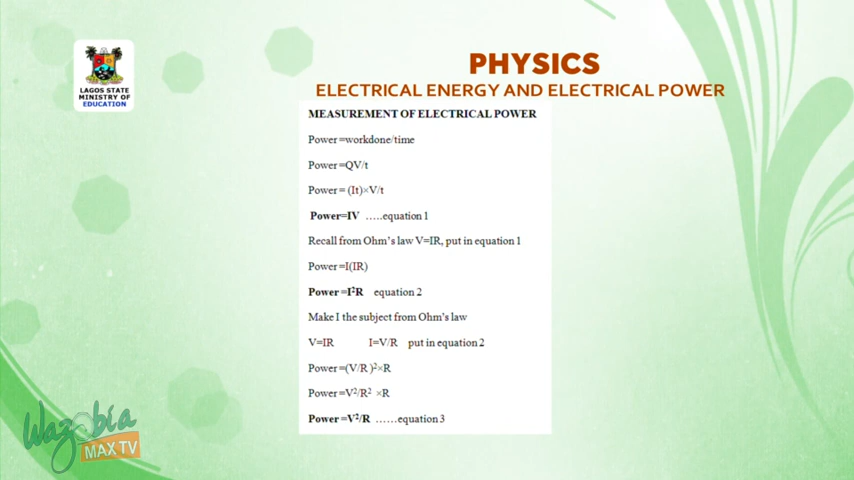 LAGOS STATE
MINISTRY OF
EDUCATION
PHYSICS
ELECTRICAL ENERGY AND ELECTRICAL POWER
MEASUREMENT OF ELECTRICAL POWER
Power =workdone/time
Power =QV/t
Power = (It)×V/t
Power=IV …..equation 1
Recall from Ohm's law V=IR, put in equation 1
Power =I(IR)
Power =I²R equation 2
Make I the subject from Ohm's law
V=IR I=V/R put in equation 2
Power =(V/R )²×R
Power =V²/R² ×R
Power =V²/R ……equation 3
Wazobia
MAX TV